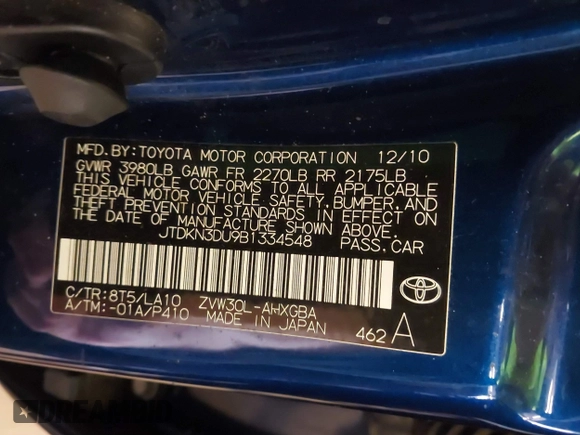 MFD.BY:TOYOTA MOTOR CORPORATION 12/10
GVWR 3980LB GAWR FR 2270LB RR 2175LB
THIS VEHICLE CONFORMS TO ALL APPLICABLE
FEDERAL MOTOR VEHICLE SAFETY,BUMPER,AND
THEFT PREVENTION STANDARDS IN EFFECT ON
THE DATE OF MANUFACTURE SHOWN ABOVE.
JTDKN3DU9B1334548 PASS.CAR
C/TR:8T5/LA10 ZVW30L-AHXGBA
A/TM:-01A/P410 MADE IN JAPAN 462 A
DREAMBID